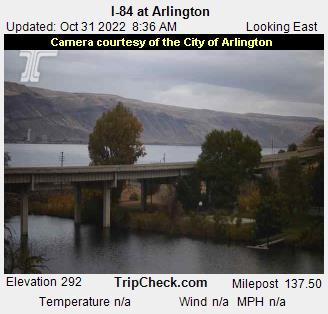 I-84 at Arlington
Updated: Oct 31 2022 8:36 AM Looking East
Camera courtesy of the City of Arlington
Elevation 292 TripCheck.com Milepost 137.50
Temperature n/a Wind n/a MPH n/a